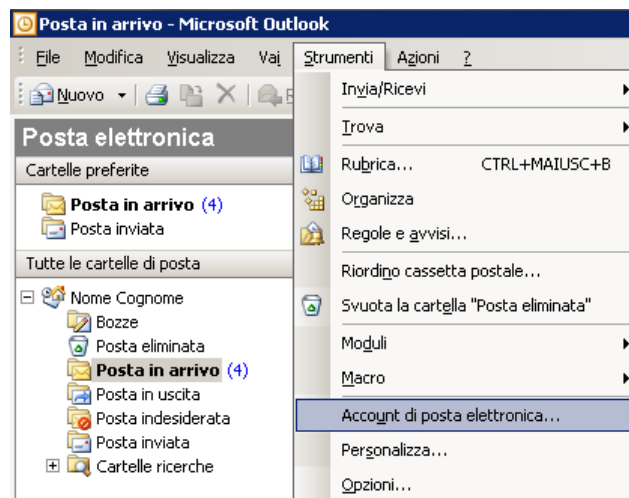 Posta in arrivo - Microsoft Outlook
File Modifica Visualizza Vai Strumenti Azioni ?
Nuovo
Posta elettronica
Cartelle preferite
Posta in arrivo (4)
Posta inviata
Tutte le cartelle di posta
Nome Cognome
Bozze
Posta eliminata
Posta in arrivo (4)
Posta in uscita
Posta indesiderata
Posta inviata
Cartelle ricerche
Invia/Ricevi
Trova
Rubrica... CTRL+MAIUSC+B
Organizza
Regole e avvisi...
Riordino cassetta postale...
Svuota la cartella "Posta eliminata"
Moduli
Macro
Account di posta elettronica...
Personalizza...
Opzioni...